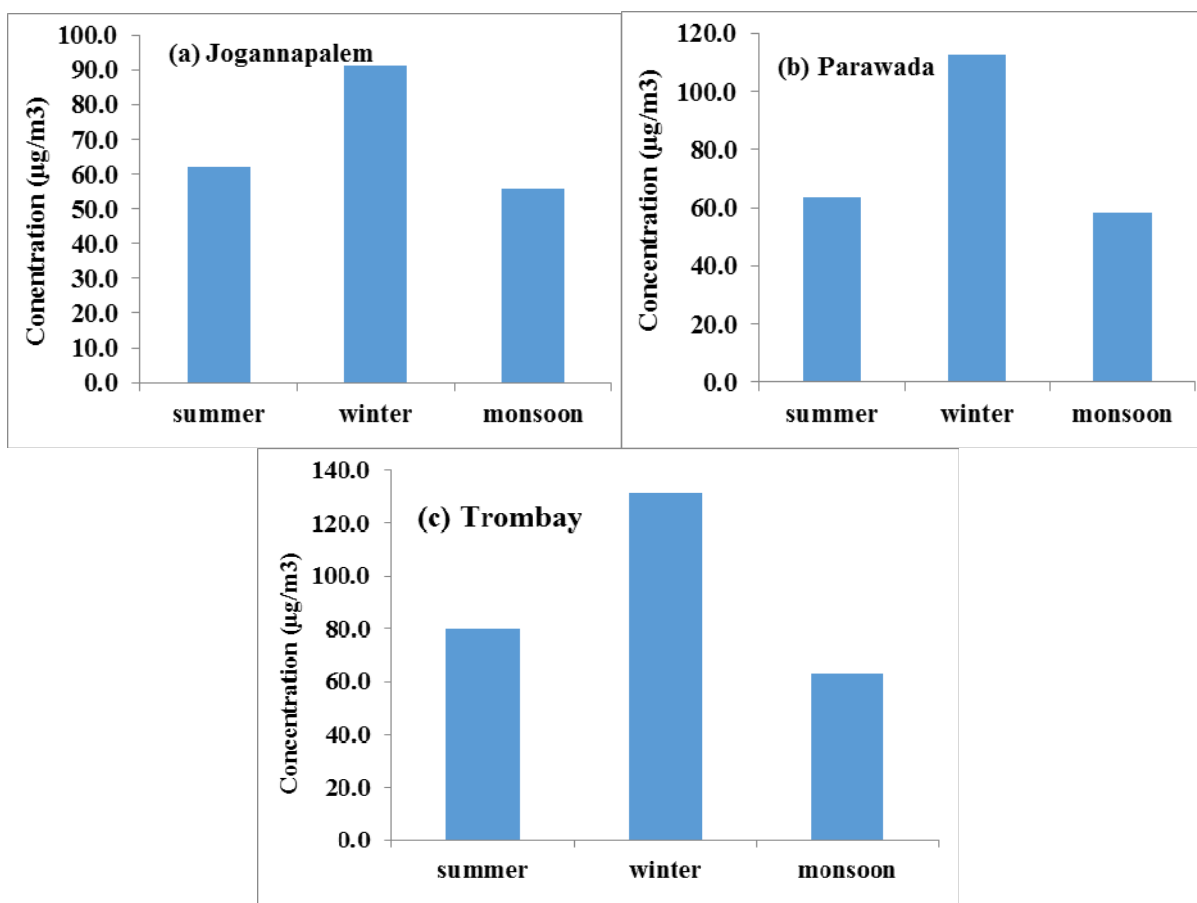 (a) Jogannapalem
Conentration (µg/m3)
100.0
90.0
80.0
70.0
60.0
50.0
40.0
30.0
20.0
10.0
0.0
summer winter monsoon
(b) Parawada
Concentration (µg/m3)
120.0
100.0
80.0
60.0
40.0
20.0
0.0
summer winter monsoon
(c) Trombay
Concentration (µg/m3)
140.0
120.0
100.0
80.0
60.0
40.0
20.0
0.0
summer winter monsoon